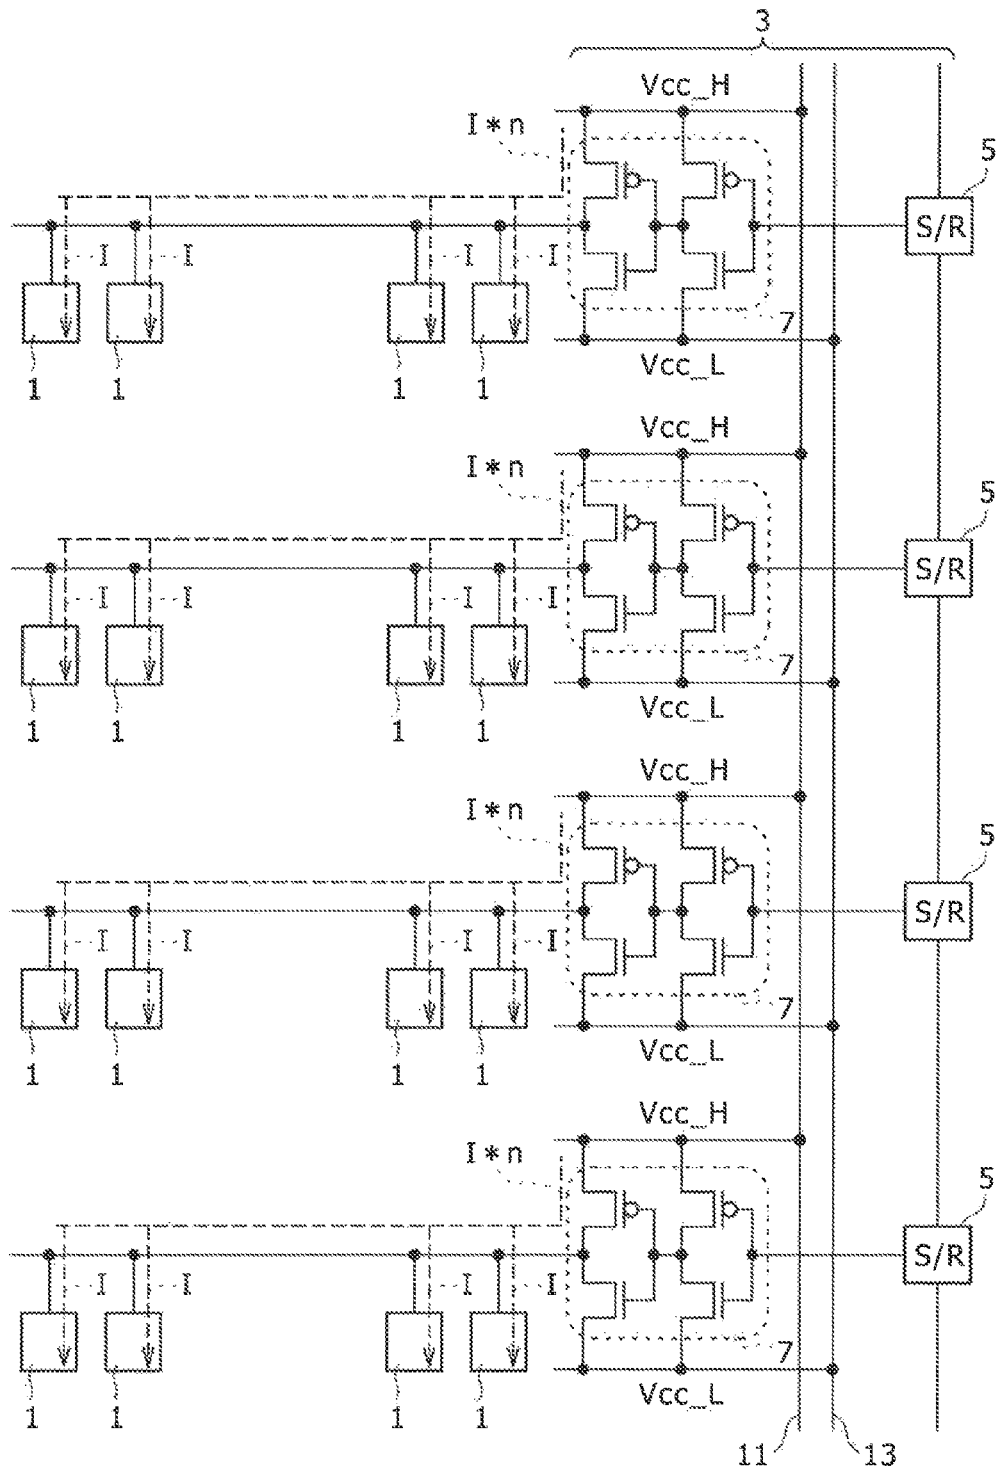 3
Vcc_H
I*n
5
S/R
I I I I
7
1 1 1 1
Vcc_L
Vcc_H
I*n
5
S/R
I I I I
7
1 1 1 1
Vcc_L
Vcc_H
I*n
5
S/R
I I I I
7
1 1 1 1
Vcc_L
Vcc_H
I*n
5
S/R
I I I I
7
1 1 1 1
Vcc_L
11 13